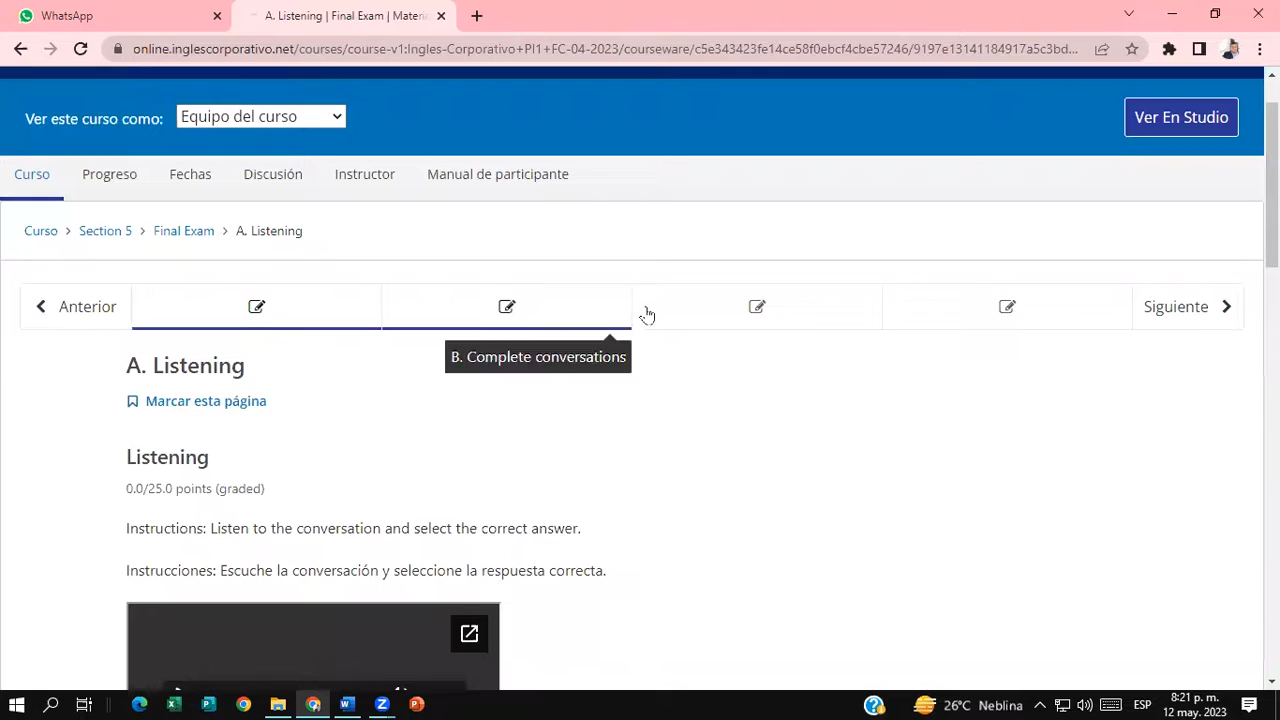 WhatsApp
A. Listening | Final Exam | Mater
online.inglescorporativo.net/courses/course-v1:Ingles-Corporativo+PI1+FC-04-2023/courseware/c5e343423fe14ce58f0ebcf4cbe57246/9197e13141184917a5c3bd...
Ver este curso como: Equipo del curso
Ver En Studio
Curso Progreso Fechas Discusión Instructor Manual de participante
Curso > Section 5 > Final Exam > A. Listening
Anterior Siguiente
B. Complete conversations
A. Listening
Marcar esta página
Listening
0.0/25.0 points (graded)
Instructions: Listen to the conversation and select the correct answer.
Instrucciones: Escuche la conversación y seleccione la respuesta correcta.
26°C Neblina ESP 8:21 p. m.
12 may. 2023